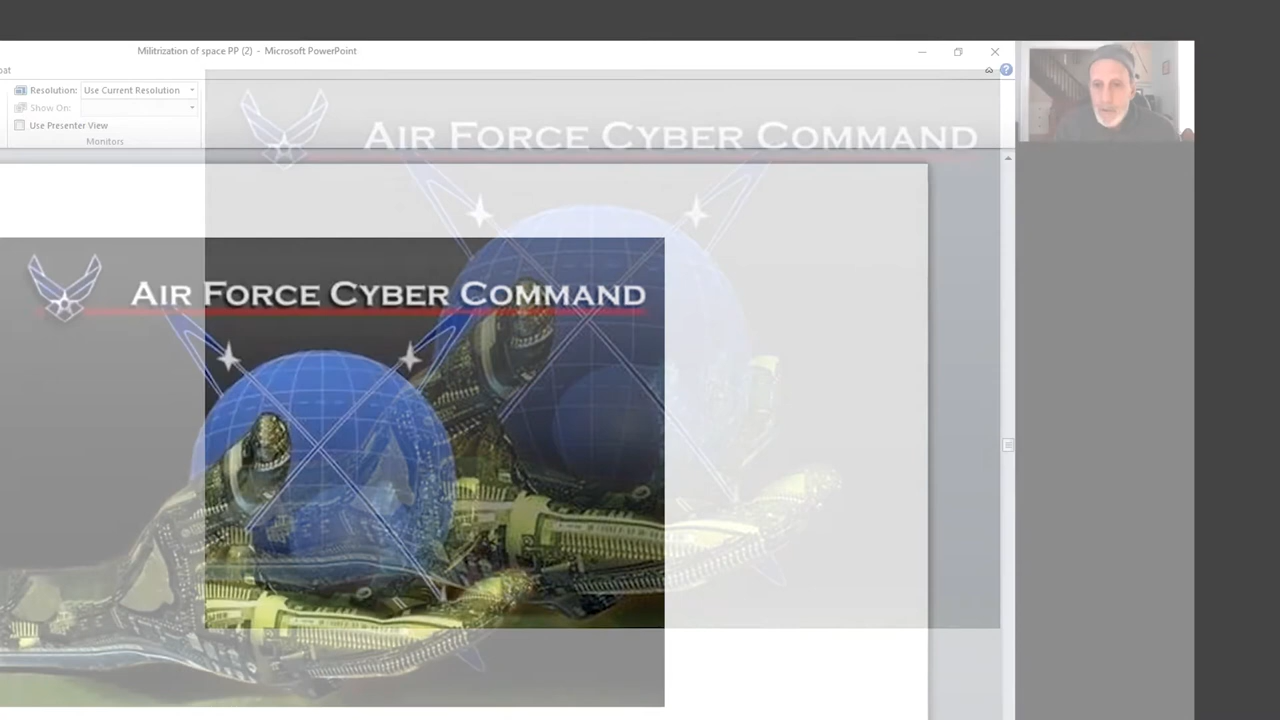 Militrization of space PP (2) - Microsoft PowerPoint
oat
Resolution: Use Current Resolution
Show On:
Use Presenter View
Monitors
AIR FORCE CYBER COMMAND
AIR FORCE CYBER COMMAND